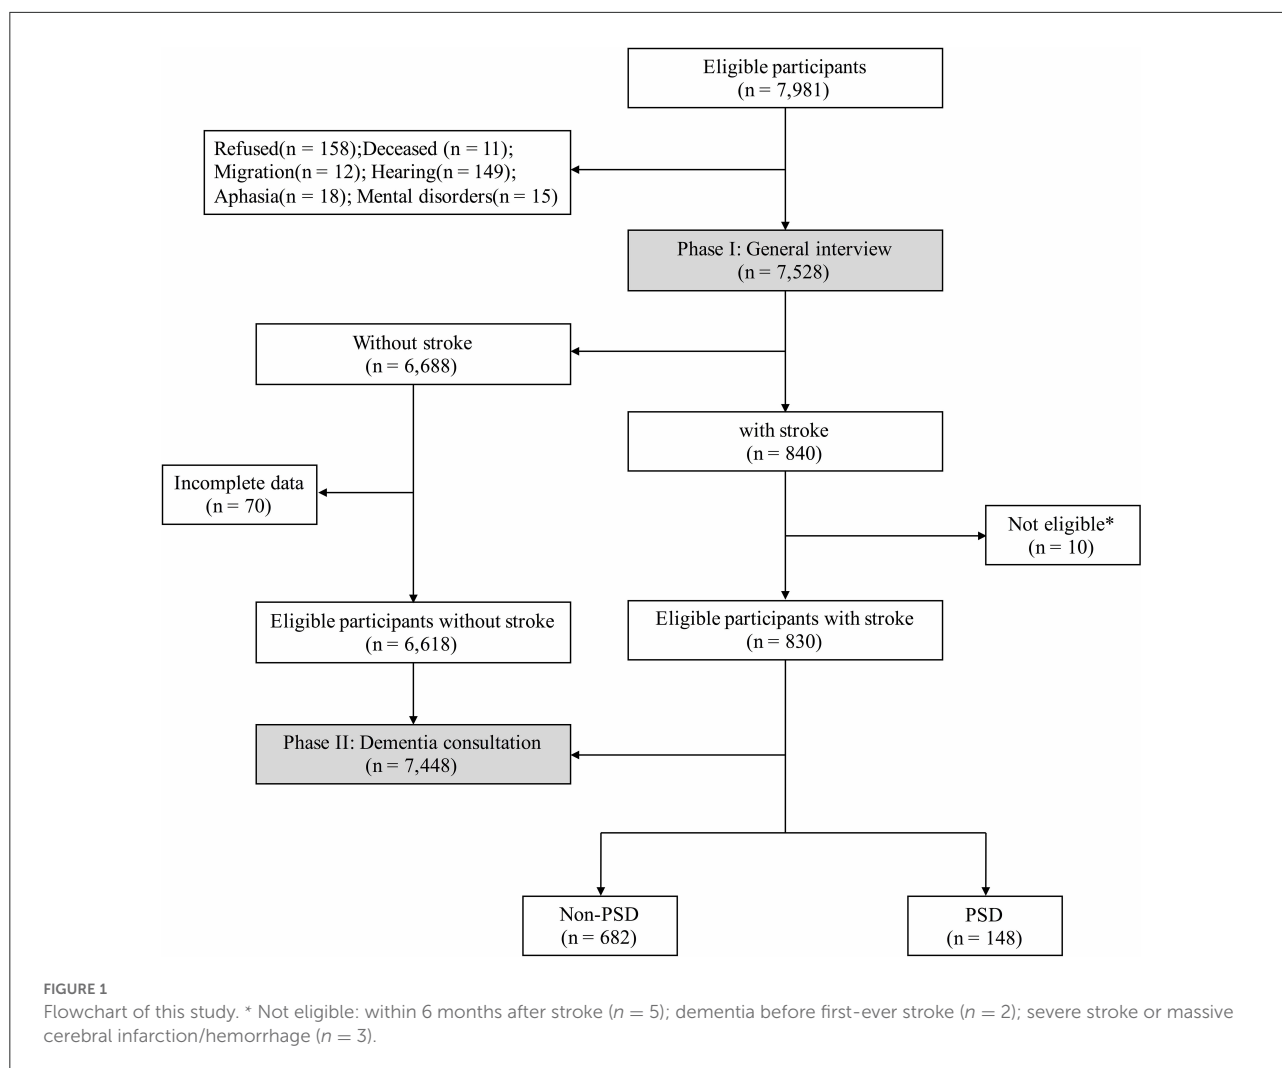 Eligible participants
(n = 7,981)
Refused(n = 158);Deceased (n = 11);
Migration(n = 12); Hearing(n = 149);
Aphasia(n = 18); Mental disorders(n = 15)
Phase I: General interview
(n = 7,528)
Without stroke
(n = 6,688)
with stroke
(n = 840)
Incomplete data
(n = 70)
Not eligible*
(n = 10)
Eligible participants without stroke
(n = 6,618)
Eligible participants with stroke
(n = 830)
Phase II: Dementia consultation
(n = 7,448)
Non-PSD
(n = 682)
PSD
(n = 148)
FIGURE 1
Flowchart of this study. * Not eligible: within 6 months after stroke (n = 5); dementia before first-ever stroke (n = 2); severe stroke or massive
cerebral infarction/hemorrhage (n = 3).